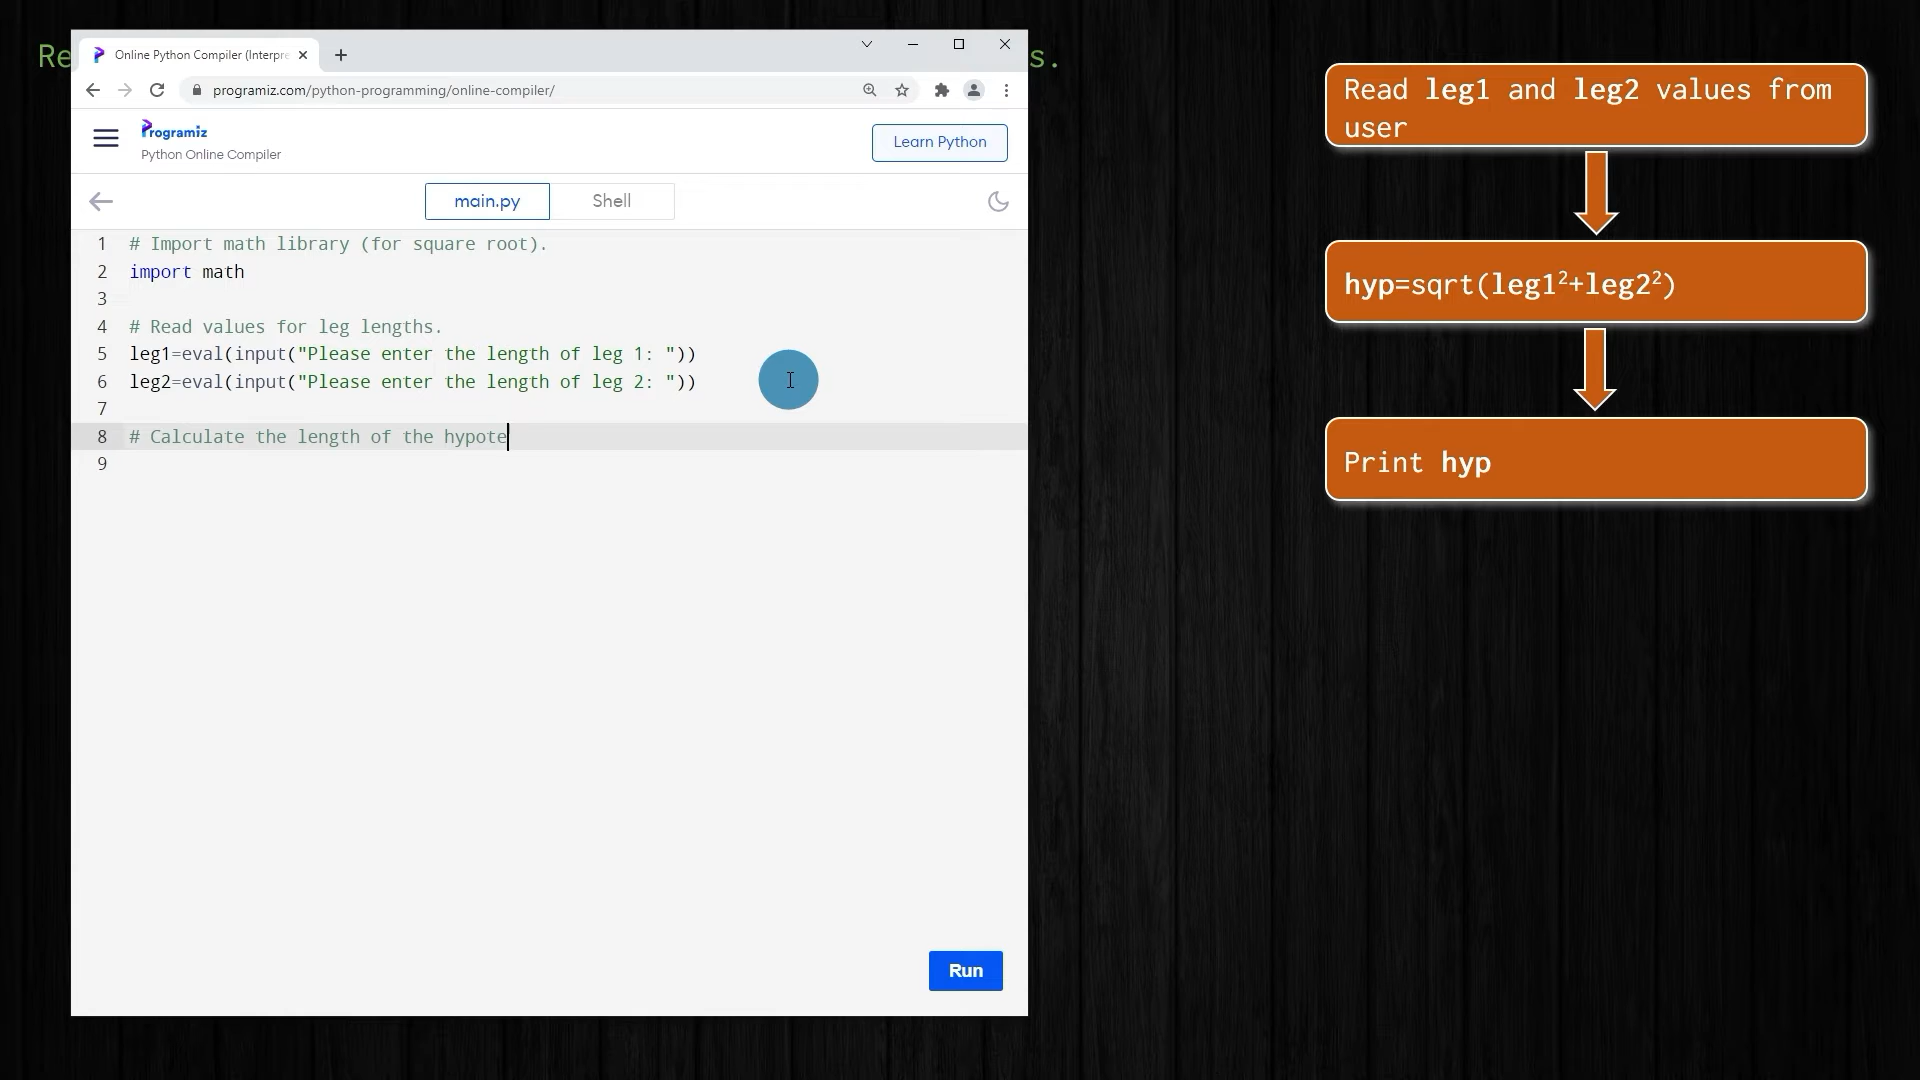 Re
s.
Online Python Compiler (Interpre
programiz.com/python-programming/online-compiler/
Programiz
Python Online Compiler
Learn Python
main.py
Shell
1 # Import math library (for square root).
2 import math
3
4 # Read values for leg lengths.
5 leg1=eval(input("Please enter the length of leg 1: "))
6 leg2=eval(input("Please enter the length of leg 2: "))
7
8 # Calculate the length of the hypote
9
Run
Read leg1 and leg2 values from
user
hyp=sqrt(leg1²+leg2²)
Print hyp